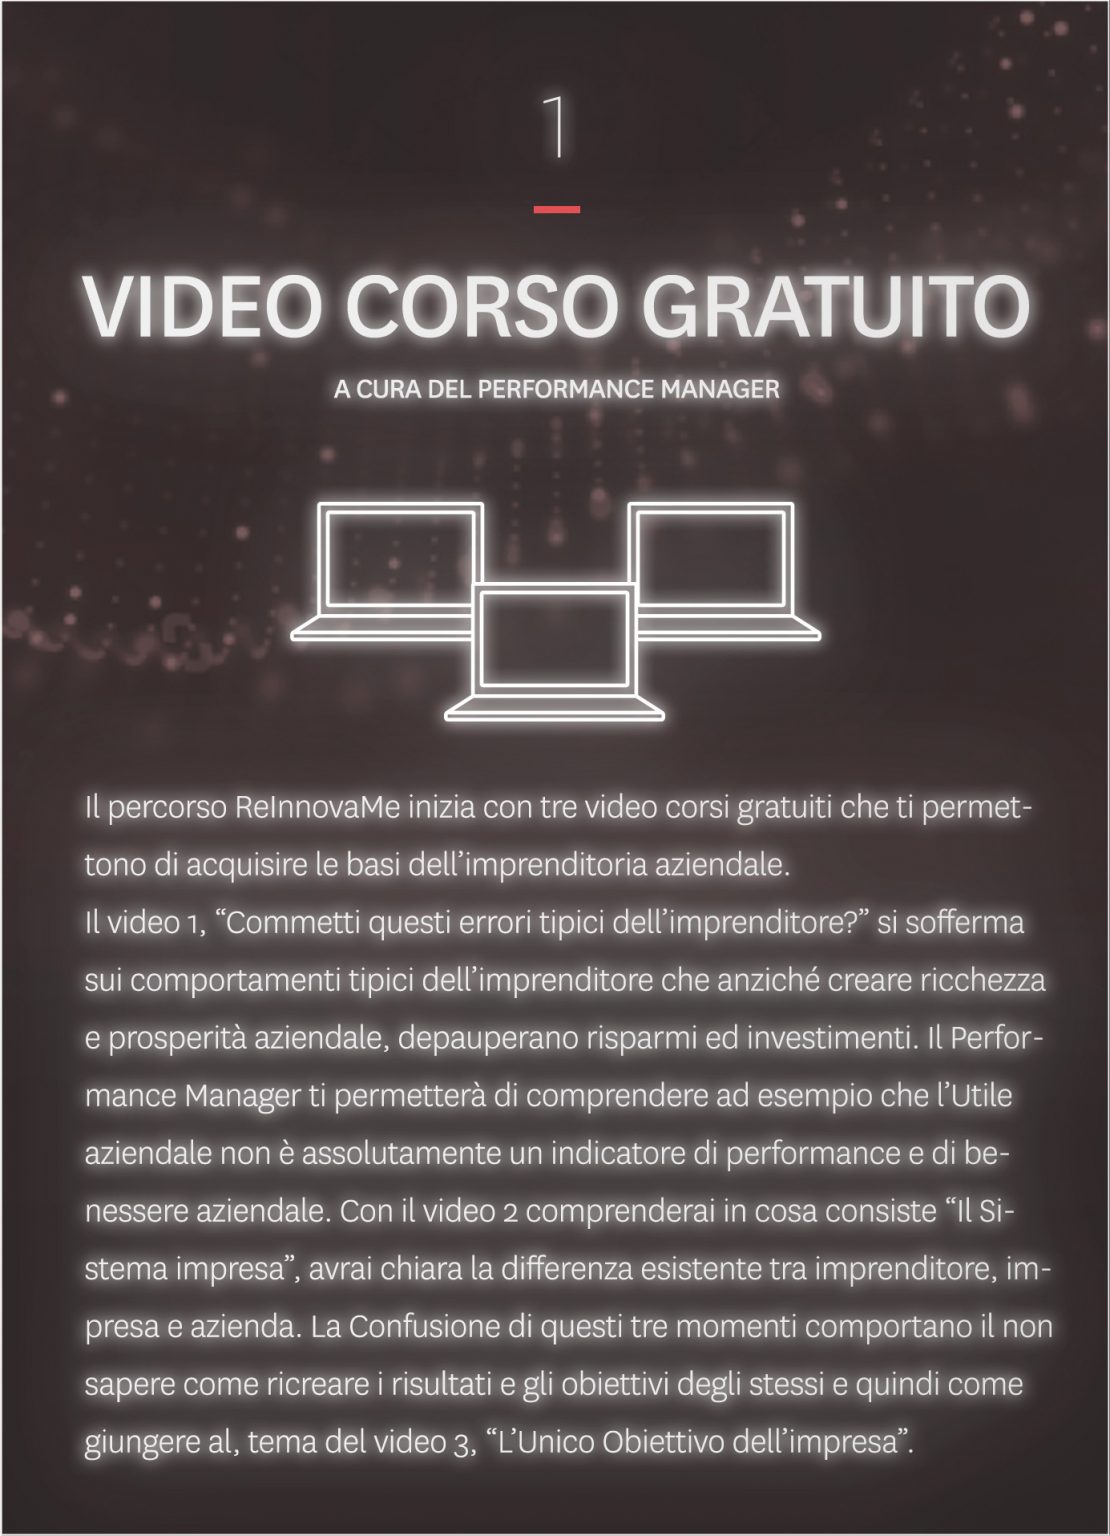 1
VIDEO CORSO GRATUITO
A CURA DEL PERFORMANCE MANAGER
Il percorso ReInnovaMe inizia con tre video corsi gratuiti che ti permet-
tono di acquisire le basi dell’imprenditoria aziendale.
Il video 1, “Commetti questi errori tipici dell’imprenditore?” si sofferma
sui comportamenti tipici dell’imprenditore che anziché creare ricchezza
e prosperità aziendale, depauperano risparmi ed investimenti. Il Perfor-
mance Manager ti permetterà di comprendere ad esempio che l’Utile
aziendale non è assolutamente un indicatore di performance e di be-
nessere aziendale. Con il video 2 comprenderai in cosa consiste “Il Si-
stema impresa”, avrai chiara la differenza esistente tra imprenditore, im-
presa e azienda. La Confusione di questi tre momenti comportano il non
sapere come ricreare i risultati e gli obiettivi degli stessi e quindi come
giungere al, tema del video 3, “L’Unico Obiettivo dell’impresa”.